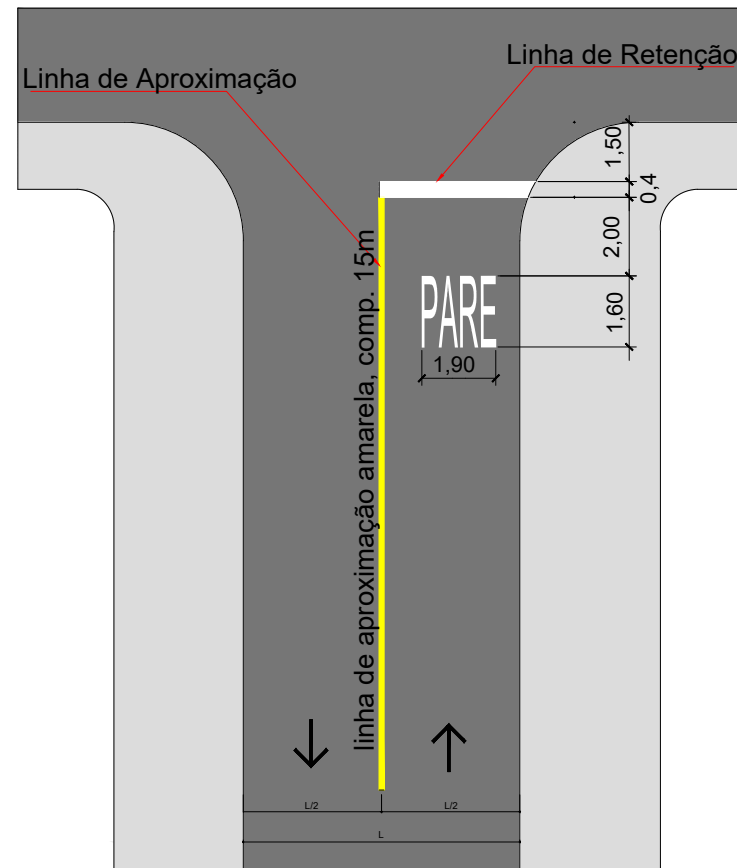 Linha de Retenção
Linha de Aproximação
1,50
0,4
2,00
PARE
1,60
1,90
linha de aproximação amarela, comp. 15m
L/2
L/2
L